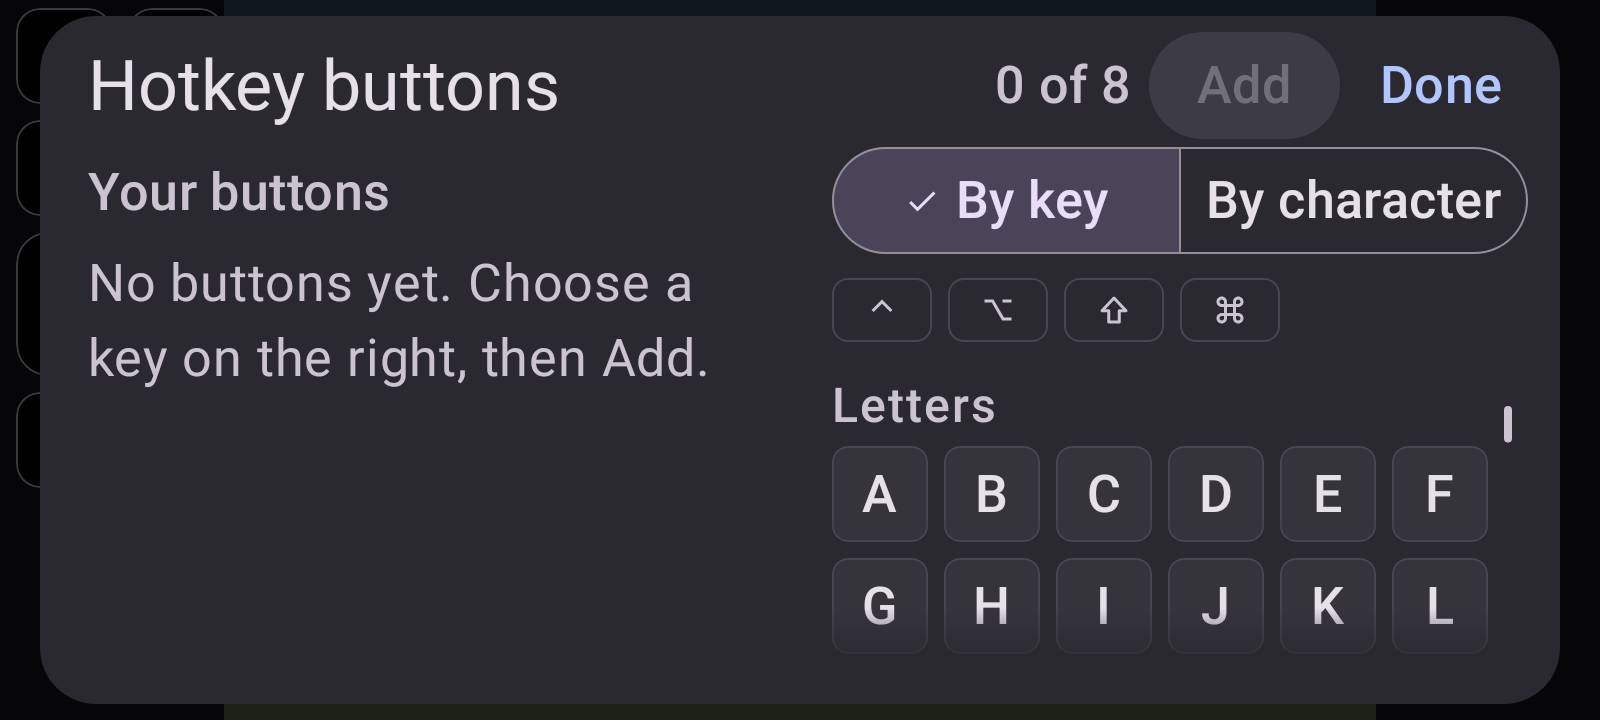 Hotkey buttons
0 of 8 Add Done
Your buttons
No buttons yet. Choose a
key on the right, then Add.
By key By character
^ ⌥ ⇧ ⌘
Letters
A B C D E F
G H I J K L